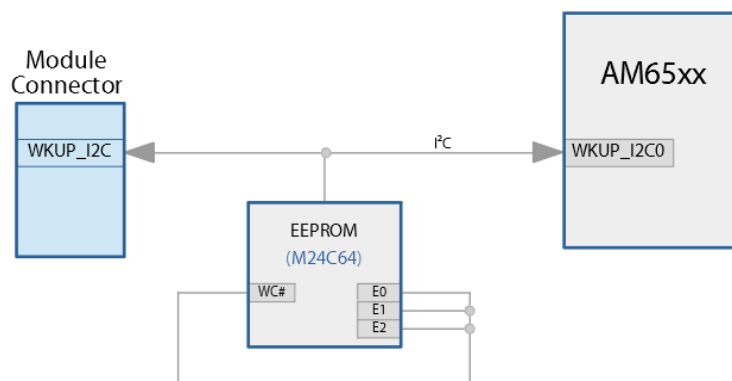 Module
Connector
AM65xx
WKUP_I2C
I²C
WKUP_I2C0
EEPROM
(M24C64)
WC#
E0
E1
E2